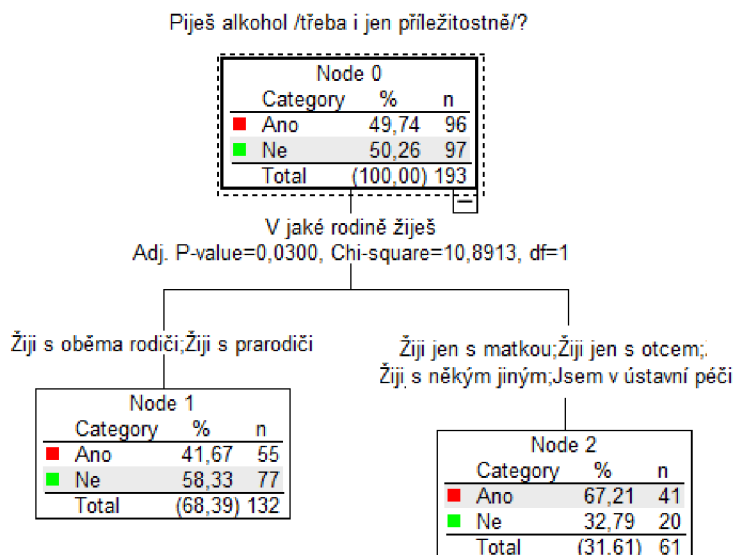 Piješ alkohol /třeba i jen příležitostně/?
Node 0
Category % n
Ano 49,74 96
Ne 50,26 97
Total (100,00) 193
V jaké rodině žiješ
Adj. P-value=0,0300, Chi-square=10,8913, df=1
Žiji s oběma rodiči;Žiji s prarodiči
Node 1
Category % n
Ano 41,67 55
Ne 58,33 77
Total (68,39) 132
Žiji jen s matkou;Žiji jen s otcem;
Žiji s někým jiným;Jsem v ústavní péči
Node 2
Category % n
Ano 67,21 41
Ne 32,79 20
Total (31,61) 61